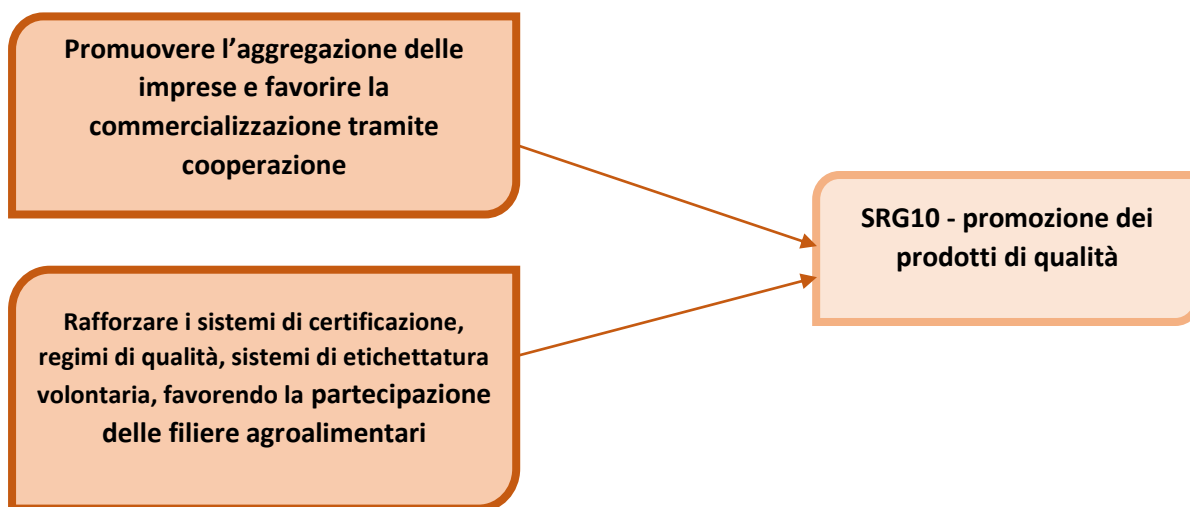 Promuovere l’aggregazione delle
imprese e favorire la
commercializzazione tramite
cooperazione
Rafforzare i sistemi di certificazione,
regimi di qualità, sistemi di etichettatura
volontaria, favorendo la partecipazione
delle filiere agroalimentari
SRG10 - promozione dei
prodotti di qualità